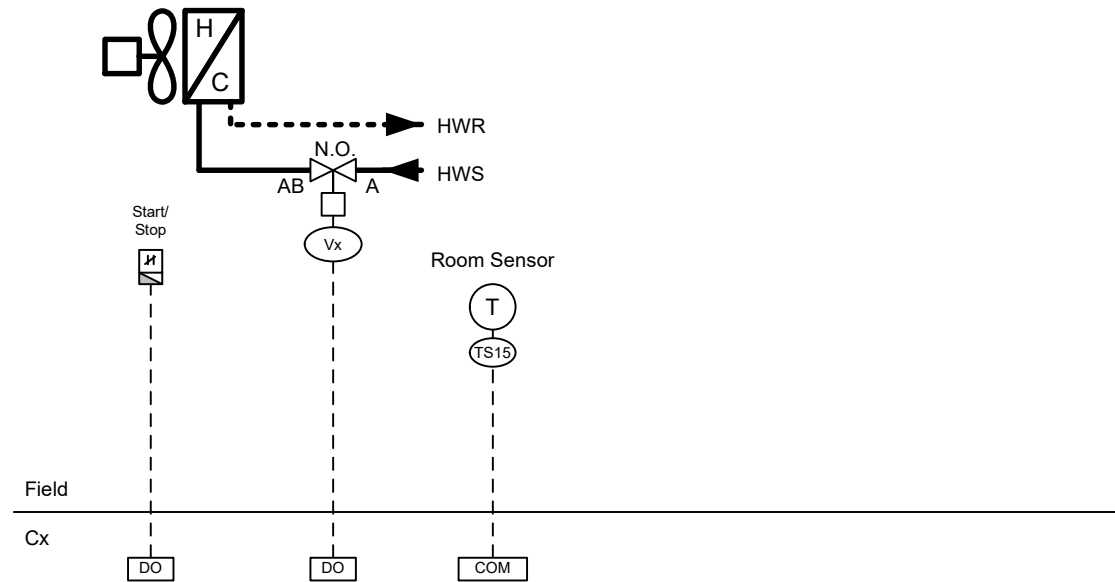 H
C
HWR
N.O.
HWS
AB
A
Start/
Stop
Vx
Room Sensor
T
TS15
Field
Cx
DO
DO
COM